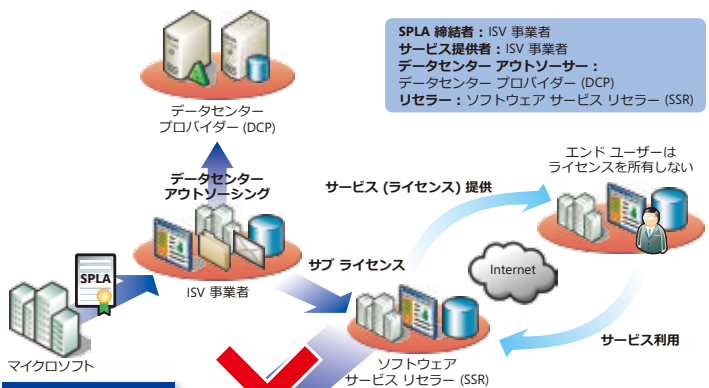 SPLA 締結者：ISV 事業者
サービス提供者：ISV 事業者
データセンター アウトソーサー：
データセンター プロバイダー (DCP)
リセラー：ソフトウェア サービス リセラー (SSR)
データセンター
プロバイダー (DCP)
データセンター
アウトソーシング
エンド ユーザーは
ライセンスを所有しない
サービス (ライセンス) 提供
SPLA
ISV 事業者
サブ ライセンス
Internet
マイクロソフト
サービス利用
ソフトウェア
サービス リセラー (SSR)